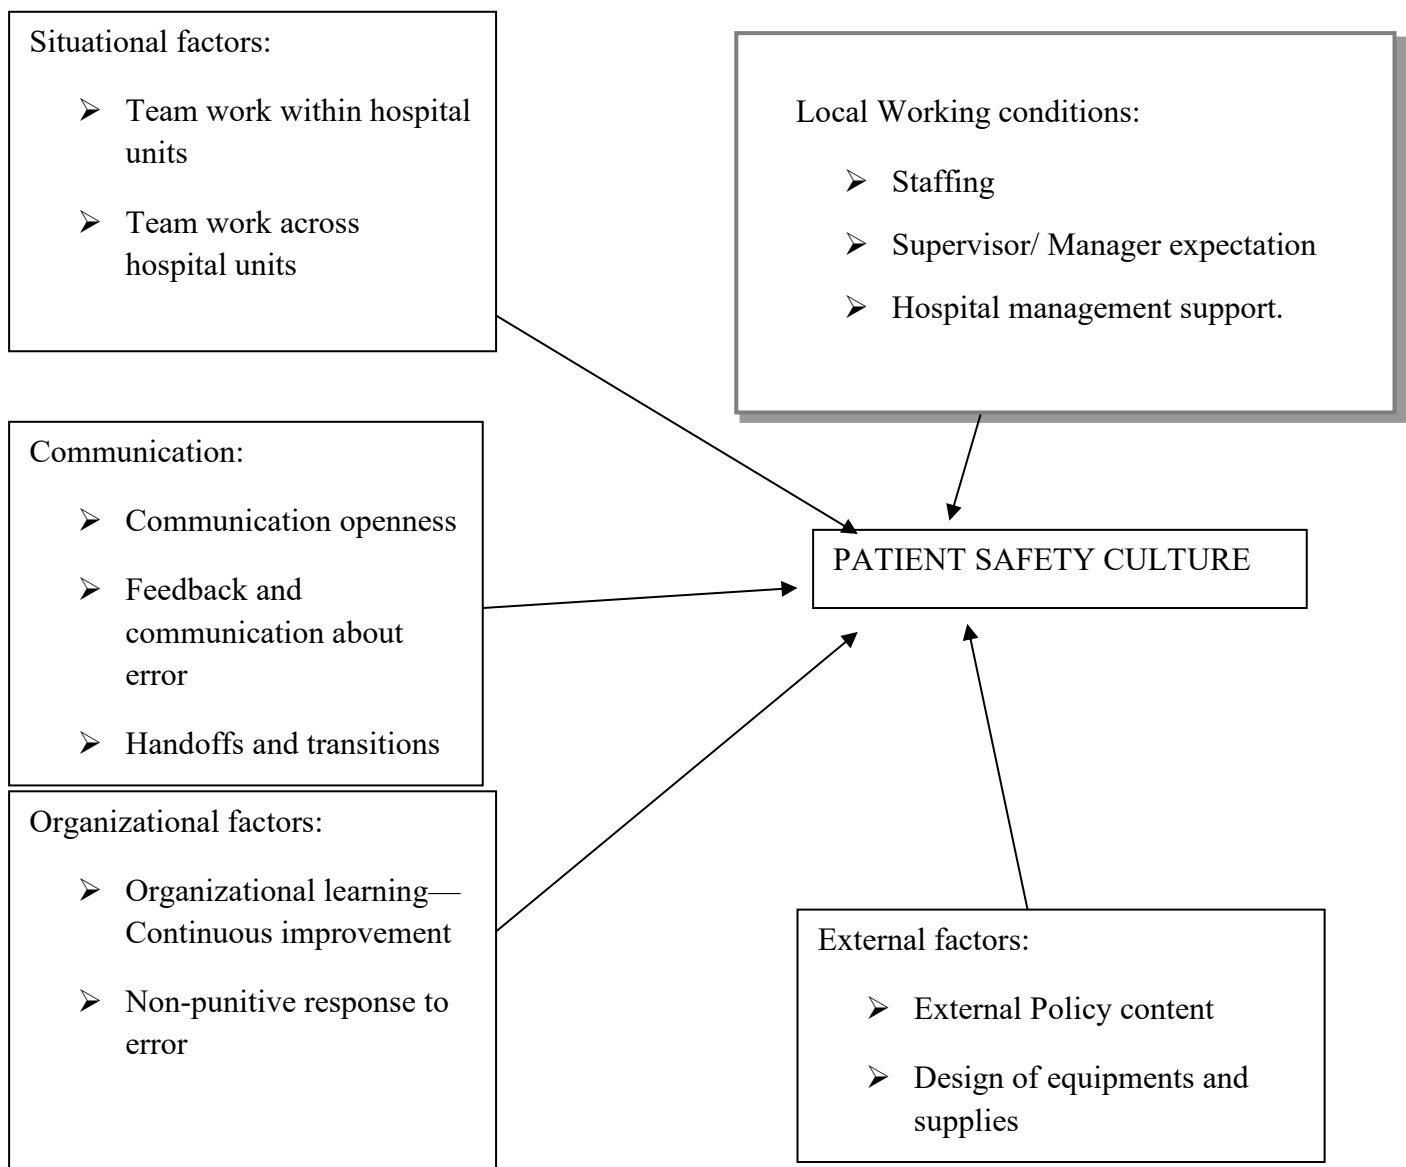 Situational factors:
➢ Team work within hospital
units
➢ Team work across
hospital units
Local Working conditions:
➢ Staffing
➢ Supervisor/ Manager expectation
➢ Hospital management support.
Communication:
➢ Communication openness
➢ Feedback and
communication about
error
➢ Handoffs and transitions
PATIENT SAFETY CULTURE
Organizational factors:
➢ Organizational learning—
Continuous improvement
➢ Non-punitive response to
error
External factors:
➢ External Policy content
➢ Design of equipments and
supplies